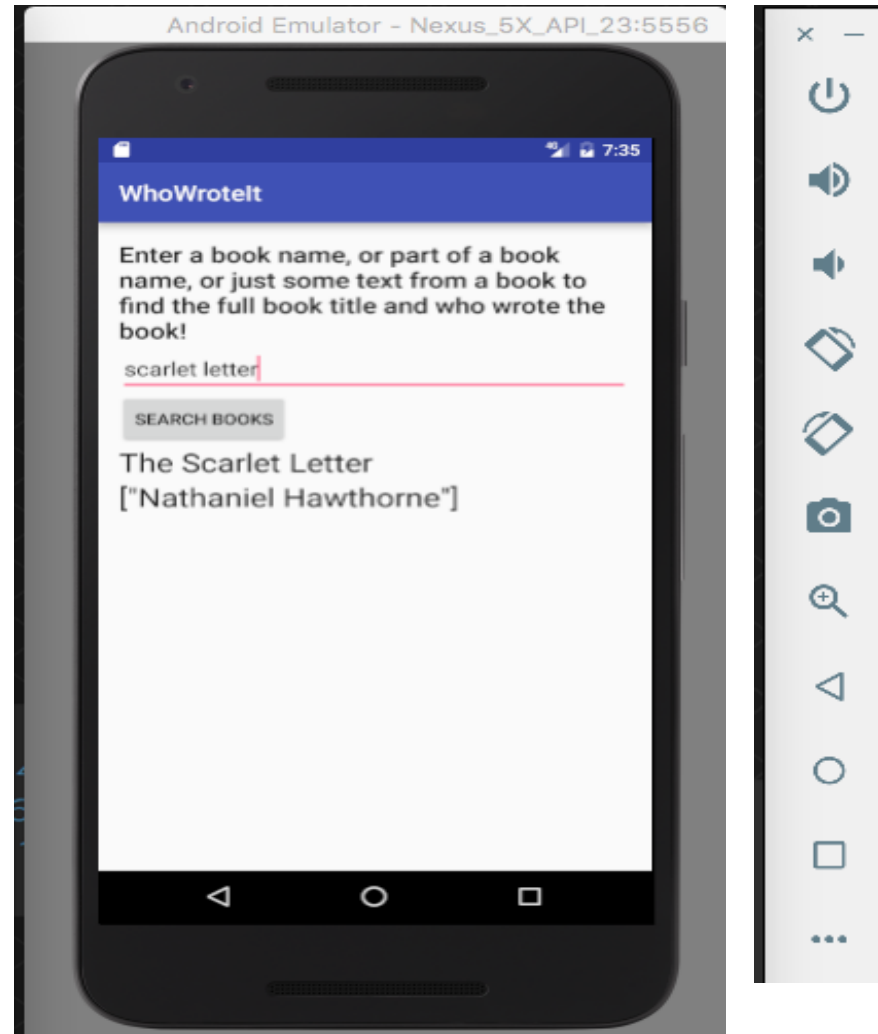 Android Emulator - Nexus_5X_API_23:5556
4G 7:35
WhoWroteIt
Enter a book name, or part of a book
name, or just some text from a book to
find the full book title and who wrote the
book!
scarlet letter
SEARCH BOOKS
The Scarlet Letter
["Nathaniel Hawthorne"]